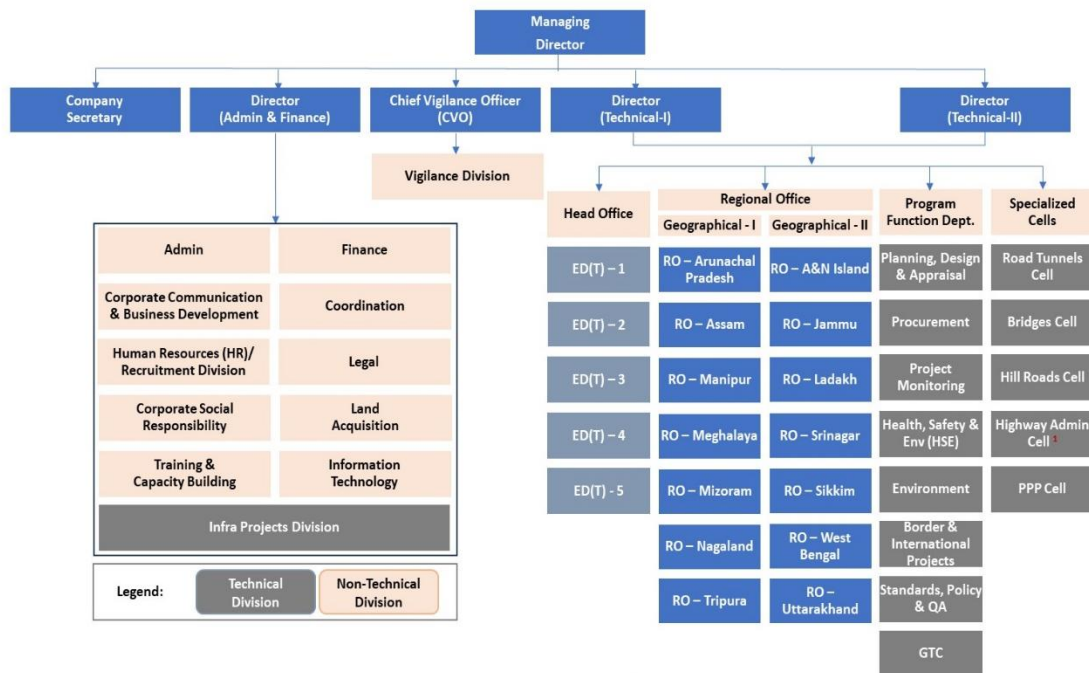 Managing
Director
Company
Secretary
Director
(Admin & Finance)
Chief Vigilance Officer
(CVO)
Director
(Technical-I)
Director
(Technical-II)
Vigilance Division
Admin
Finance
Corporate Communication
& Business Development
Coordination
Human Resources (HR)/
Recruitment Division
Legal
Corporate Social
Responsibility
Land
Acquisition
Training &
Capacity Building
Information
Technology
Infra Projects Division
Legend:
Technical
Division
Non-Technical
Division
Head Office
ED(T) – 1
ED(T) – 2
ED(T) – 3
ED(T) – 4
ED(T) - 5
Regional Office
Geographical - I
Geographical - II
RO – Arunachal
Pradesh
RO – A&N Island
RO – Assam
RO – Jammu
RO – Manipur
RO – Ladakh
RO – Meghalaya
RO – Srinagar
RO – Mizoram
RO – Sikkim
RO – Nagaland
RO – West
Bengal
RO – Tripura
RO –
Uttarakhand
Program
Function Dept.
Planning, Design
& Appraisal
Procurement
Project
Monitoring
Health, Safety &
Env (HSE)
Environment
Border &
International
Projects
Standards, Policy
& QA
GTC
Specialized
Cells
Road Tunnels
Cell
Bridges Cell
Hill Roads Cell
Highway Admin
Cell 1
PPP Cell